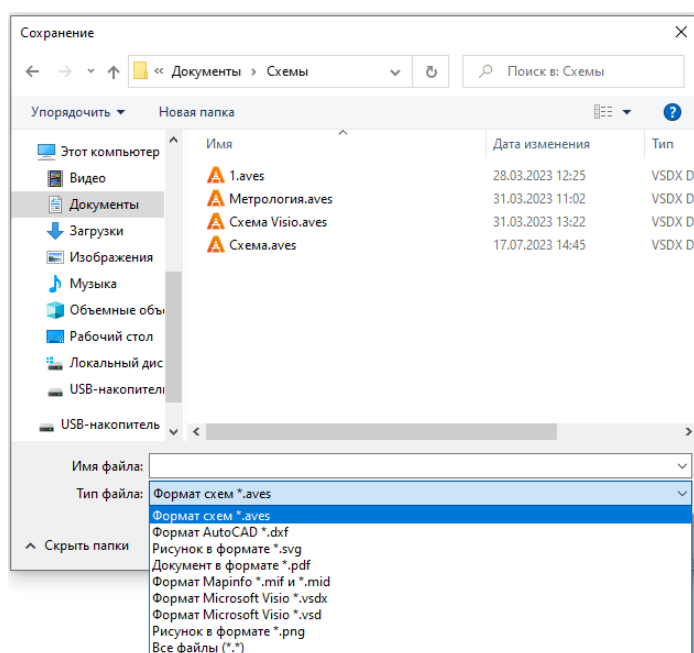 Сохранение
« Документы › Схемы
Поиск в: Схемы
Упорядочить
Новая папка
?
Этот компьютер
Видео
Документы
Загрузки
Изображения
Музыка
Объемные объ
Рабочий стол
Локальный дис
USB-накопител
USB-накопитель
Имя Дата изменения Тип
1.aves 28.03.2023 12:25 VSDX D
Метрология.aves 31.03.2023 11:02 VSDX D
Схема Visio.aves 31.03.2023 13:22 VSDX D
Схема.aves 17.07.2023 14:45 VSDX D
Имя файла:
Тип файла: Формат схем *.aves
Формат схем *.aves
Формат AutoCAD *.dxf
Рисунок в формате *.svg
Документ в формате *.pdf
Формат Mapinfo *.mif и *.mid
Формат Microsoft Visio *.vsdx
Формат Microsoft Visio *.vsd
Рисунок в формате *.png
Все файлы (*.*)
Скрыть папки